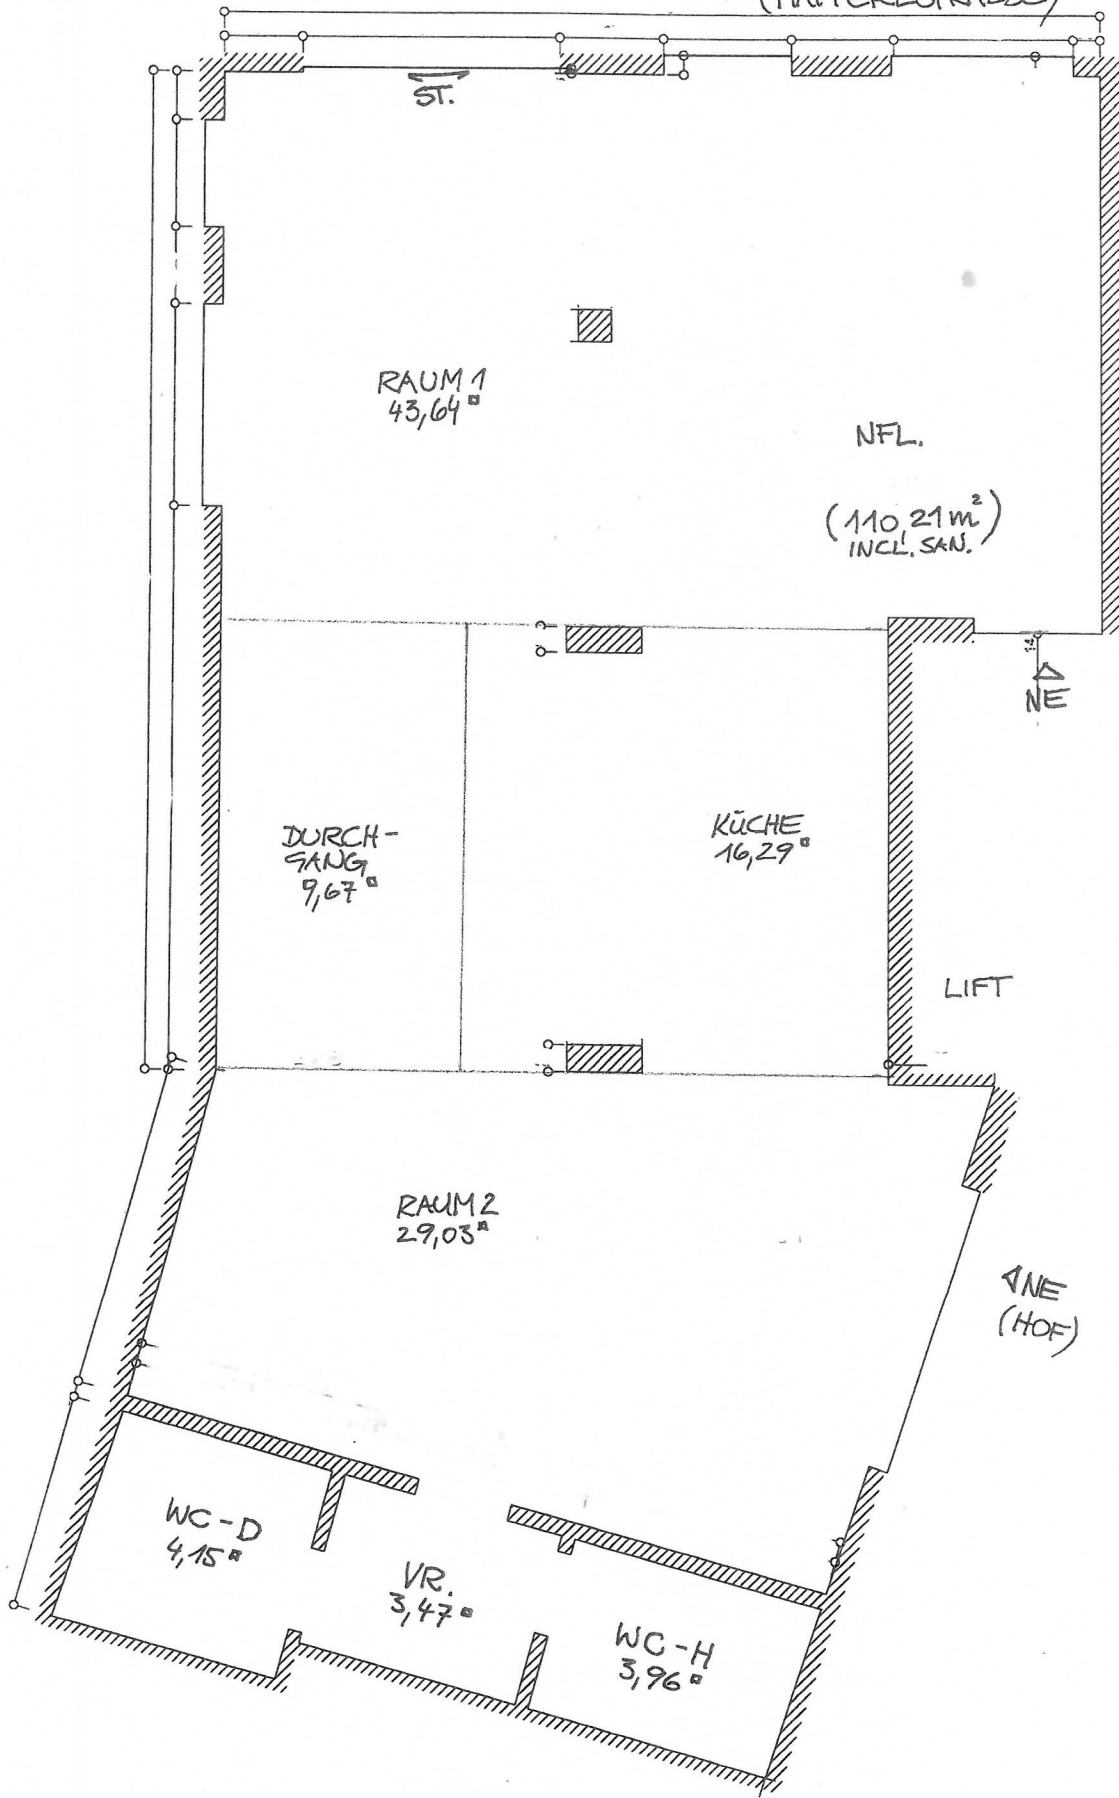 ST.
RAUM 1
43,64 ▫
NFL.
(110,21 m²)
INCL. SAN.
14
NE
DURCH-
GANG
9,67 ▫
KÜCHE
16,29 ▫
LIFT
RAUM 2
29,03 ▫
NE
(HOF)
WC-D
4,15 ▫
VR.
3,47 ▫
WC-H
3,96 ▫